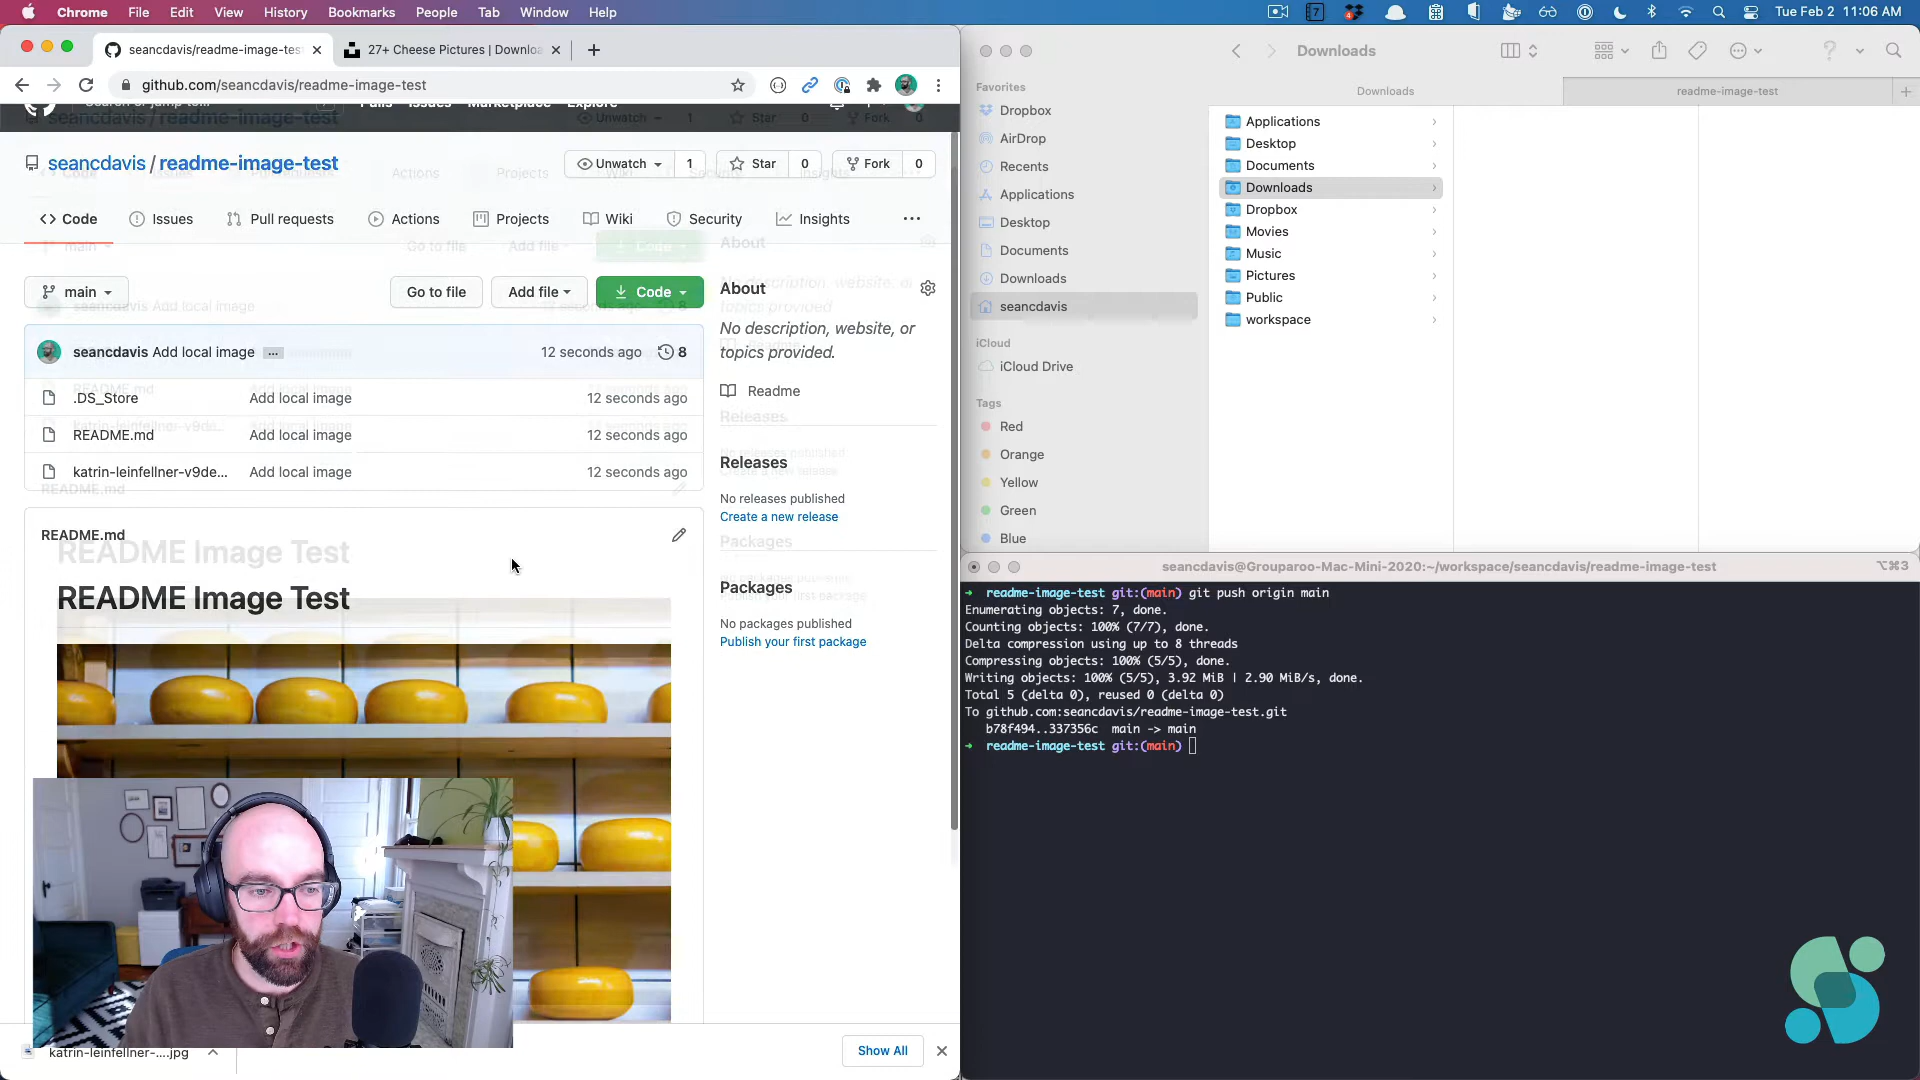 Chrome File Edit View History Bookmarks People Tab Window Help
7
4
Tue Feb 2 11:06 AM
seancdavis/readme-image-test
27+ Cheese Pictures | Downloa
github.com/seancdavis/readme-image-test
seancdavis / readme-image-test
Unwatch 1 Star 0 Fork 0
Code Issues Pull requests Actions Projects Wiki Security Insights
main Go to file Add file Code
seancdavis Add local image ... 12 seconds ago 8
.DS_Store Add local image 12 seconds ago
README.md Add local image 12 seconds ago
katrin-leinfellner-v9de... Add local image 12 seconds ago
README.md
README Image Test
About
No description, website, or
topics provided.
Readme
Releases
No releases published
Create a new release
Packages
No packages published
Publish your first package
katrin-leinfellner-....jpg
Show All
Downloads
Favorites
Dropbox
AirDrop
Recents
Applications
Desktop
Documents
Downloads
seancdavis
iCloud
iCloud Drive
Tags
Red
Orange
Yellow
Green
Blue
Downloads
readme-image-test
Applications
Desktop
Documents
Downloads
Dropbox
Movies
Music
Pictures
Public
workspace
seancdavis@Grouparoo-Mac-Mini-2020:~/workspace/seancdavis/readme-image-test ⌥⌘3
➜ readme-image-test git:(main) git push origin main
Enumerating objects: 7, done.
Counting objects: 100% (7/7), done.
Delta compression using up to 8 threads
Compressing objects: 100% (5/5), done.
Writing objects: 100% (5/5), 3.92 MiB | 2.90 MiB/s, done.
Total 5 (delta 0), reused 0 (delta 0)
To github.com:seancdavis/readme-image-test.git
b78f494..337356c main -> main
➜ readme-image-test git:(main)